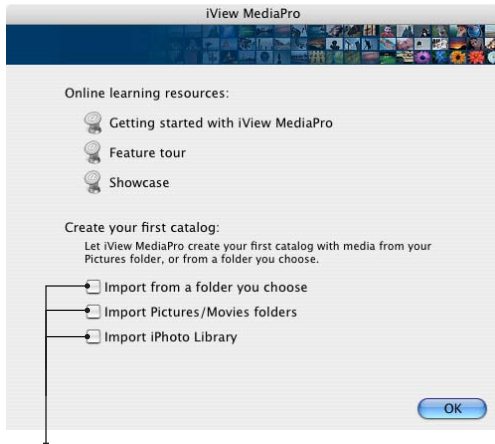 iView MediaPro
Online learning resources:
Getting started with iView MediaPro
Feature tour
Showcase
Create your first catalog:
Let iView MediaPro create your first catalog with media from your
Pictures folder, or from a folder you choose.
Import from a folder you choose
Import Pictures/Movies folders
Import iPhoto Library
OK